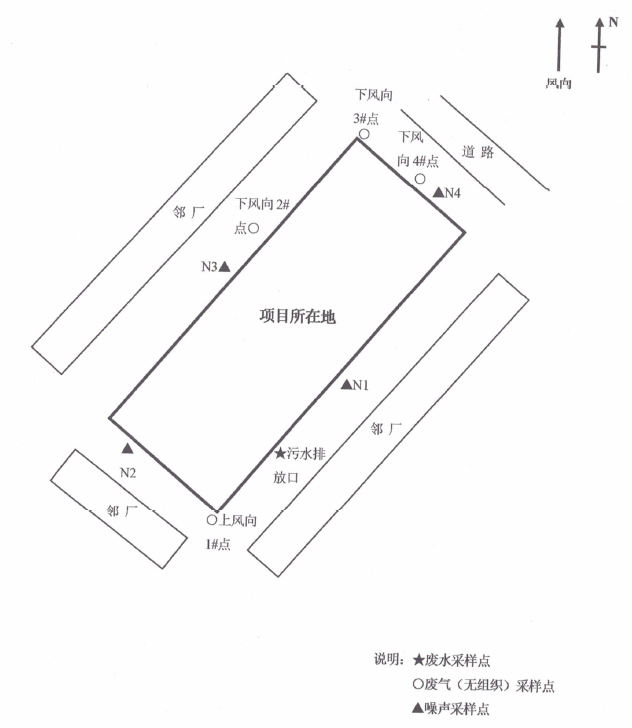 N
风向
下风向
3#点
下风
向 4#点
道 路
N4
邻 厂
下风向 2#
点
N3
项目所在地
N1
邻 厂
污水排
放口
N2
邻 厂
上风向
1#点
说明：★废水采样点
○废气（无组织）采样点
▲噪声采样点